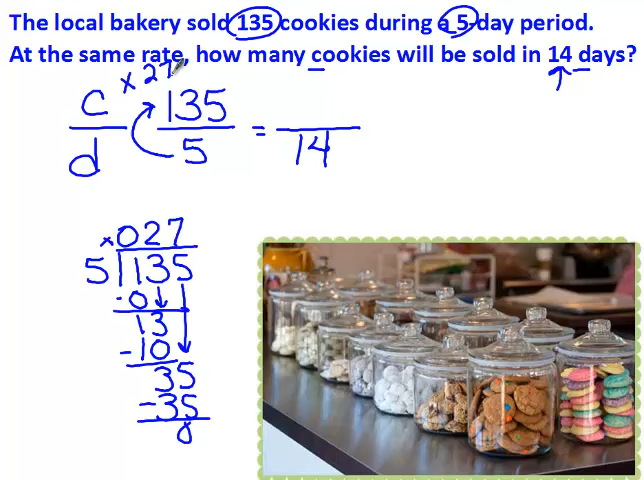 The local bakery sold 135 cookies during a 5-day period.
At the same rate, how many cookies will be sold in 14 days?
× 27
c 135
d 5 = 14
× 027
5 135
-0
13
-10
35
-35
0